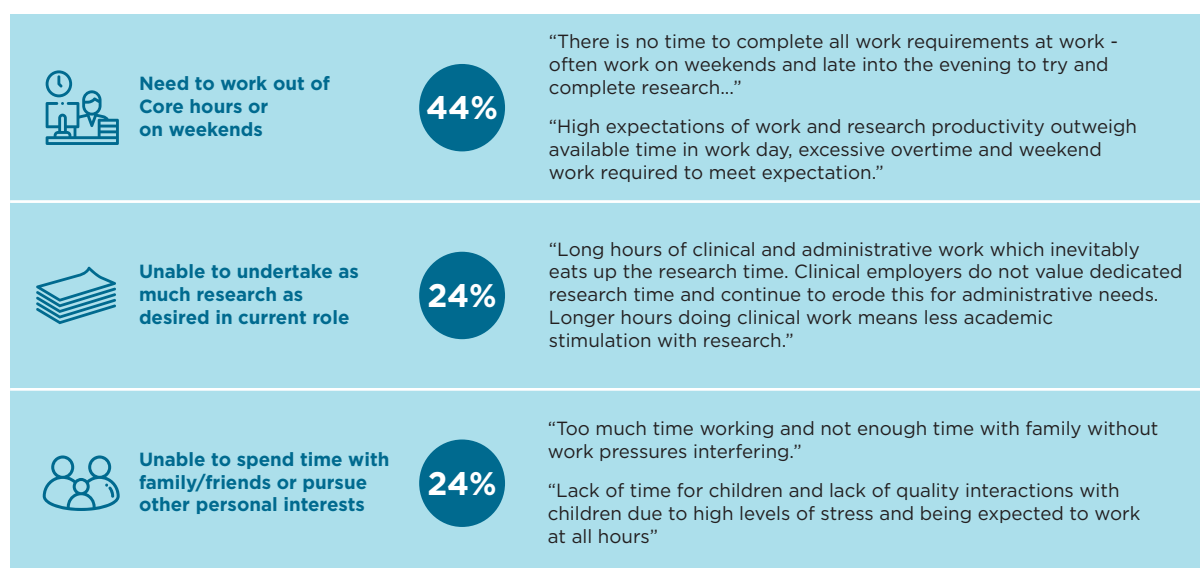 Need to work out of
Core hours or
on weekends
44%
“There is no time to complete all work requirements at work -
often work on weekends and late into the evening to try and
complete research...”
“High expectations of work and research productivity outweigh
available time in work day, excessive overtime and weekend
work required to meet expectation.”
Unable to undertake as
much research as
desired in current role
24%
“Long hours of clinical and administrative work which inevitably
eats up the research time. Clinical employers do not value dedicated
research time and continue to erode this for administrative needs.
Longer hours doing clinical work means less academic
stimulation with research.”
Unable to spend time with
family/friends or pursue
other personal interests
24%
“Too much time working and not enough time with family without
work pressures interfering.”
“Lack of time for children and lack of quality interactions with
children due to high levels of stress and being expected to work
at all hours”